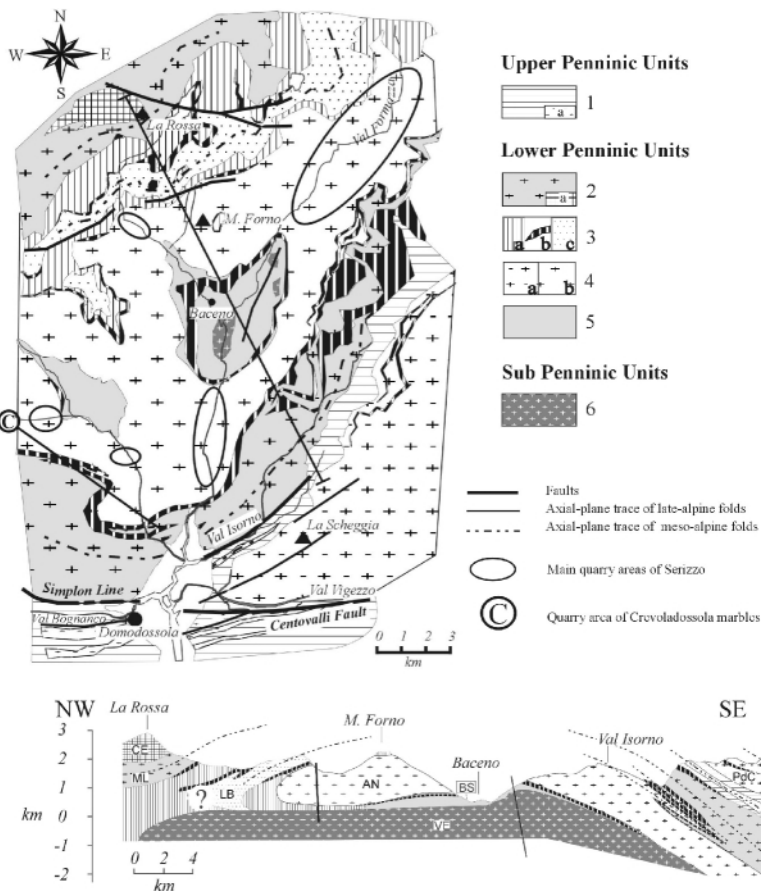 N
W E
S
La Rossa
Val Formazza
M. Forno
Baceno
C
Val Isorno
La Scheggia
Simplon Line
Val Vigezzo
Val Bognanco
Domodossola
Centovalli Fault
0 1 2 3
km
Upper Penninic Units
a 1
Lower Penninic Units
a 2
a b c 3
a b 4
5
Sub Penninic Units
6
Faults
Axial-plane trace of late-alpine folds
Axial-plane trace of meso-alpine folds
Main quarry areas of Serizzo
C Quarry area of Crevoladossola marbles
NW SE
La Rossa
M. Forno
Val Isorno
Baceno
3
2
1
0
-1
-2
km
CE
ML
? LB
AN
BS
VE
PdC
0 4
km